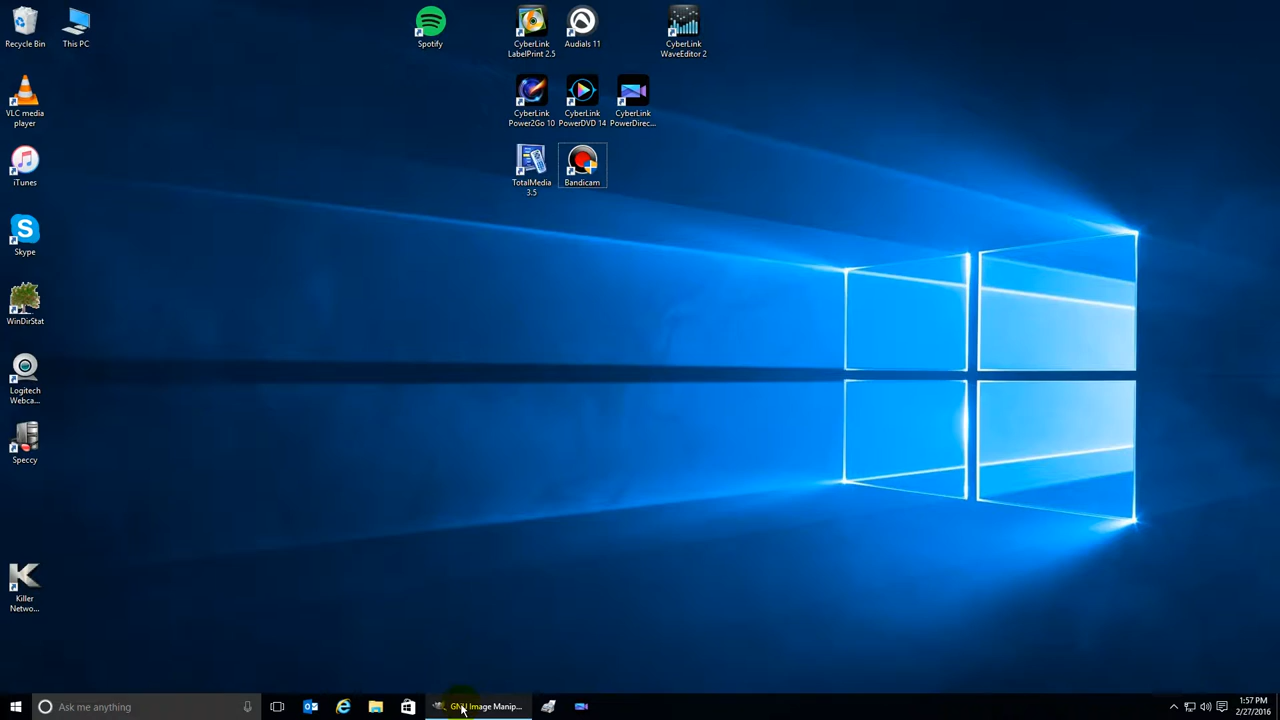 Recycle Bin
This PC
Spotify
CyberLink
LabelPrint 2.5
Audials 11
CyberLink
WaveEditor 2
VLC media
player
CyberLink
Power2Go 10
CyberLink
PowerDVD 14
CyberLink
PowerDirec...
iTunes
TotalMedia
3.5
Bandicam
Skype
WinDirStat
Logitech
Webca...
Speccy
Killer
Netwo...
Ask me anything
GNU Image Manip...
1:57 PM
2/27/2016